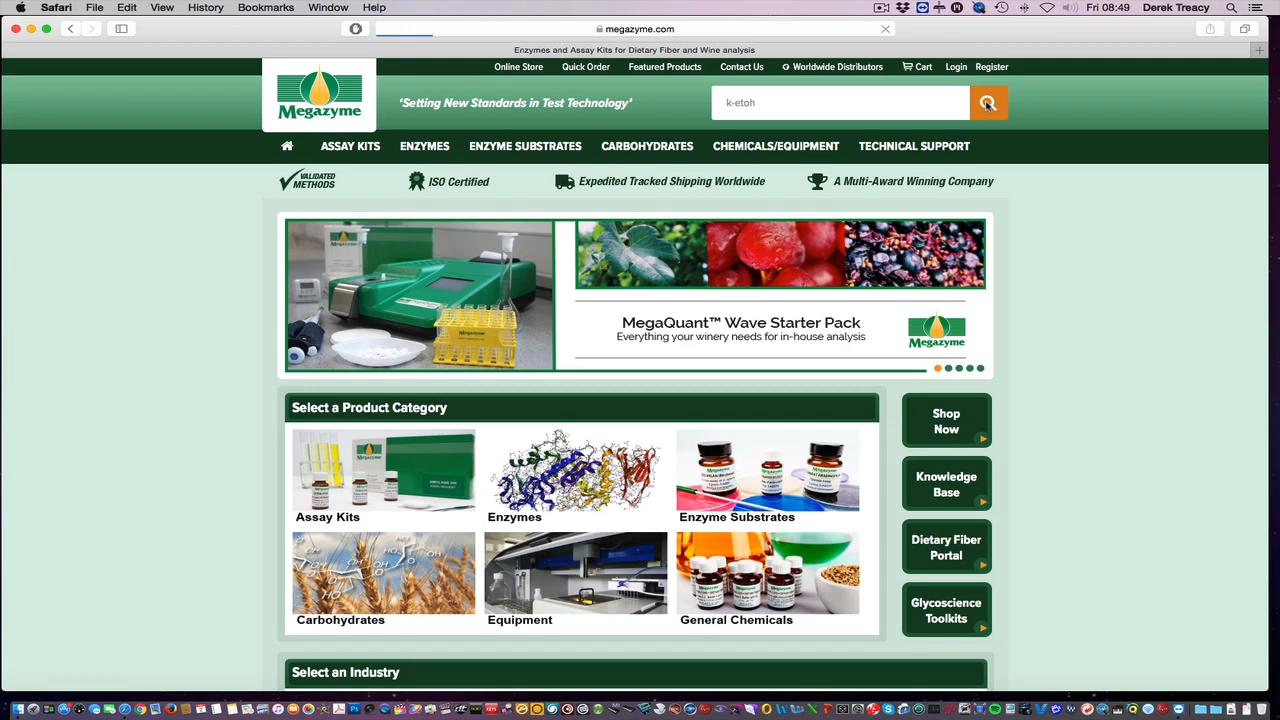 Safari File Edit View History Bookmarks Window Help Fri 08:49 Derek Treacy
megazyme.com
Enzymes and Assay Kits for Dietary Fiber and Wine analysis
Online Store Quick Order Featured Products Contact Us Worldwide Distributors Cart Login Register
Megazyme
‘Setting New Standards in Test Technology’
k-etoh
ASSAY KITS ENZYMES ENZYME SUBSTRATES CARBOHYDRATES CHEMICALS/EQUIPMENT TECHNICAL SUPPORT
VALIDATED
METHODS
ISO Certified
Expedited Tracked Shipping Worldwide
A Multi-Award Winning Company
MegaQuant™ Wave Starter Pack
Everything your winery needs for in-house analysis
Megazyme
Select a Product Category
Assay Kits
Enzymes
Enzyme Substrates
Carbohydrates
Equipment
General Chemicals
Shop
Now
Knowledge
Base
Dietary Fiber
Portal
Glycoscience
Toolkits
Select an Industry